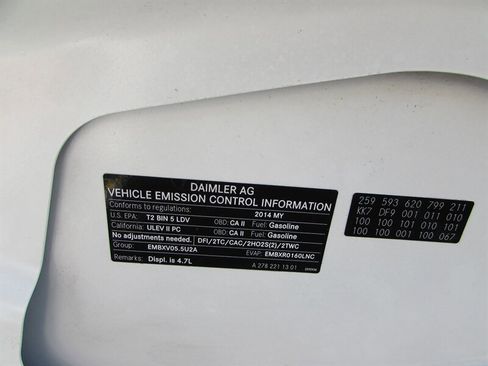 DAIMLER AG
VEHICLE EMISSION CONTROL INFORMATION
Conforms to regulations: 2014 MY
U.S. EPA: T2 BIN 5 LDV OBD: CA II Fuel: Gasoline
California: ULEV II PC OBD: CA II Fuel: Gasoline
No adjustments needed. DFI/2TC/CAC/2HO2S(2)/2TWC
Group: EMBXV05.5U2A EVAP: EMBXR0160LNC
Remarks: Displ. is 4.7L A 278 221 13 01
259 593 620 799 211
KK7 DF9 001 011 010
100 100 010 101 101
100 000 001 100 067